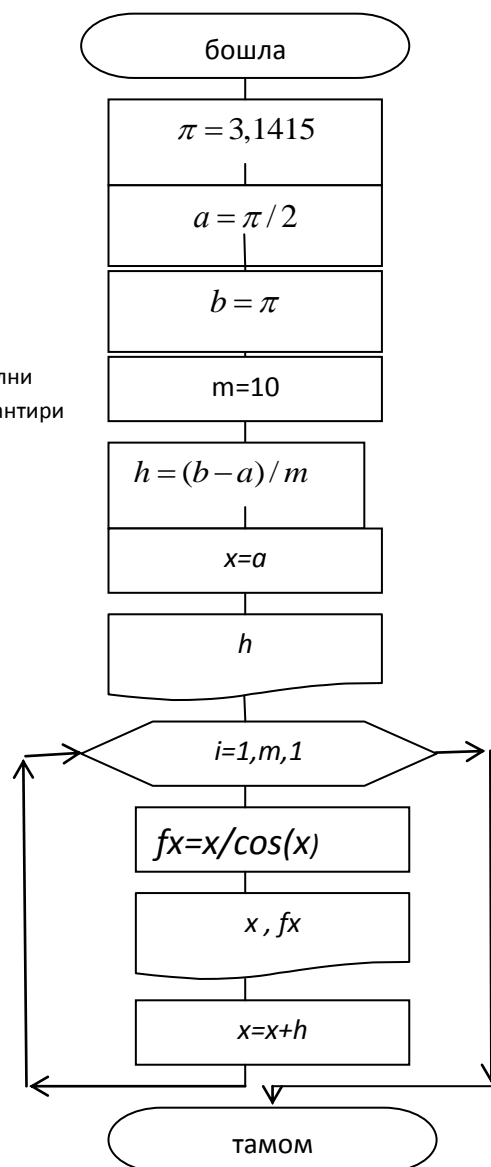 бошла
π = 3,1415
a = π / 2
b = π
m=10
h = (b − a) / m
x=a
h
i=1,m,1
fx=x/cos(x)
x , fx
x=x+h
тамом